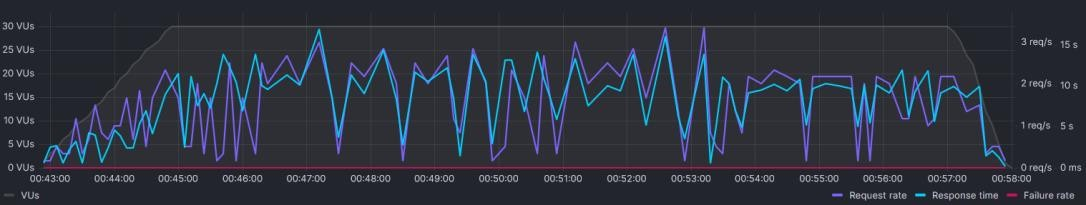 30 VUs
25 VUs
20 VUs
15 VUs
10 VUs
5 VUs
0 VUs
3 req/s
2 req/s
1 req/s
0 req/s
15 s
10 s
5 s
0 ms
00:43:00 00:44:00 00:45:00 00:46:00 00:47:00 00:48:00 00:49:00 00:50:00 00:51:00 00:52:00 00:53:00 00:54:00 00:55:00 00:56:00 00:57:00 00:58:00
VUs Request rate Response time Failure rate